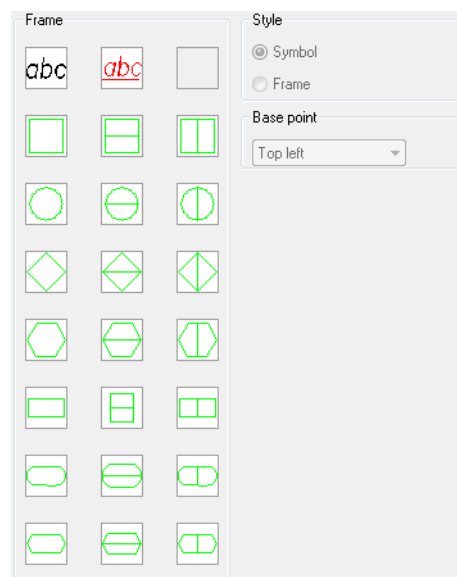 Frame
abc
abc
Style
Symbol
Frame
Base point
Top left